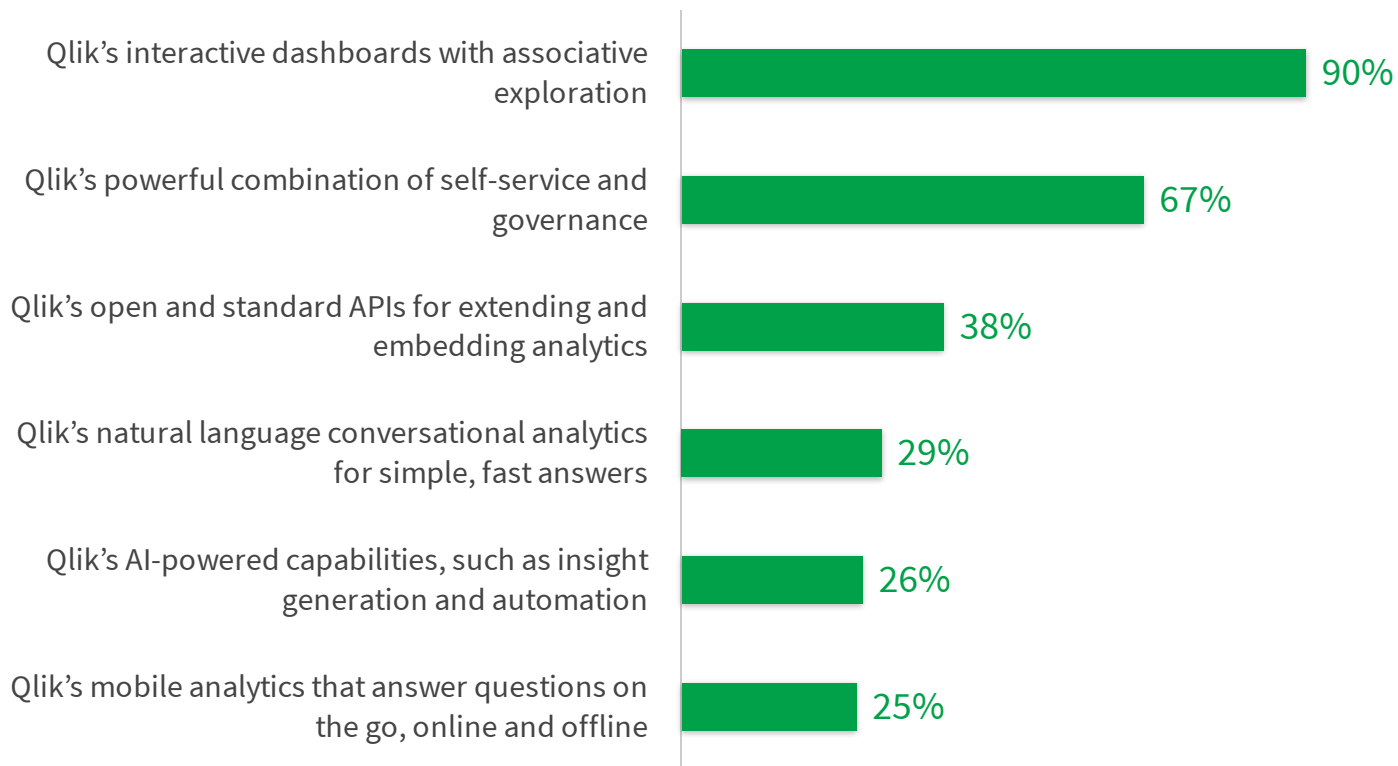 Qlik’s interactive dashboards with associative
exploration
90%
Qlik’s powerful combination of self-service and
governance
67%
Qlik’s open and standard APIs for extending and
embedding analytics
38%
Qlik’s natural language conversational analytics
for simple, fast answers
29%
Qlik’s AI-powered capabilities, such as insight
generation and automation
26%
Qlik’s mobile analytics that answer questions on
the go, online and offline
25%